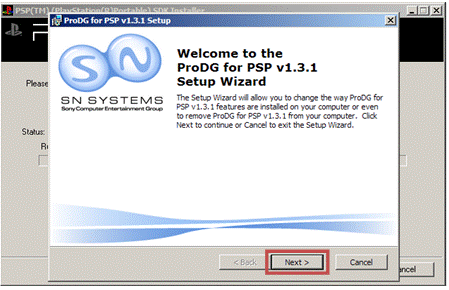 PSP(TM) (PlayStation(R)Portable) SDK Installer
ProDG for PSP v1.3.1 Setup
Welcome to the
ProDG for PSP v1.3.1
Setup Wizard
SN
SN SYSTEMS
Sony Computer Entertainment Group
The Setup Wizard will allow you to change the way ProDG for
PSP v1.3.1 features are installed on your computer or even
to remove ProDG for PSP v1.3.1 from your computer. Click
Next to continue or Cancel to exit the Setup Wizard.
Please
Status:
< Back
Next >
Cancel
ancel